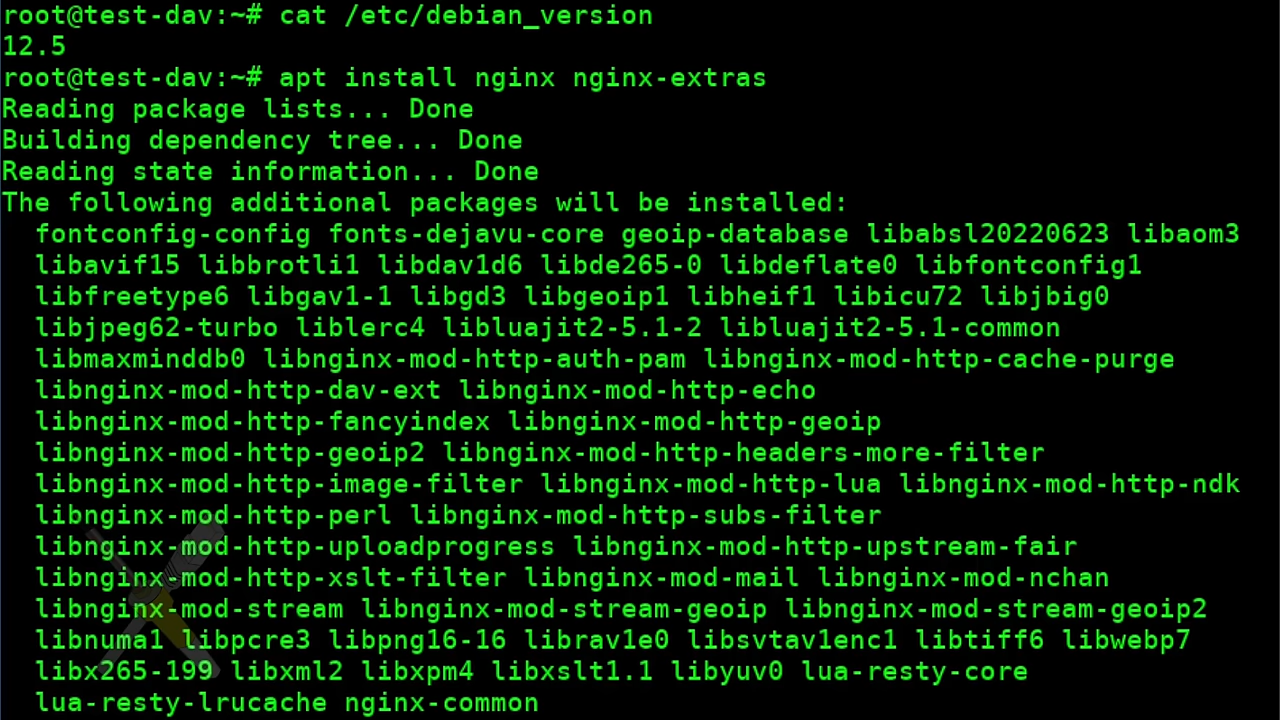 root@test-dav:~# cat /etc/debian_version
12.5
root@test-dav:~# apt install nginx nginx-extras
Reading package lists... Done
Building dependency tree... Done
Reading state information... Done
The following additional packages will be installed:
  fontconfig-config fonts-dejavu-core geoip-database libabsl20220623 libaom3
  libavif15 libbrotli1 libdav1d6 libde265-0 libdeflate0 libfontconfig1
  libfreetype6 libgav1-1 libgd3 libgeoip1 libheif1 libicu72 libjbig0
  libjpeg62-turbo liblerc4 libluajit2-5.1-2 libluajit2-5.1-common
  libmaxminddb0 libnginx-mod-http-auth-pam libnginx-mod-http-cache-purge
  libnginx-mod-http-dav-ext libnginx-mod-http-echo
  libnginx-mod-http-fancyindex libnginx-mod-http-geoip
  libnginx-mod-http-geoip2 libnginx-mod-http-headers-more-filter
  libnginx-mod-http-image-filter libnginx-mod-http-lua libnginx-mod-http-ndk
  libnginx-mod-http-perl libnginx-mod-http-subs-filter
  libnginx-mod-http-uploadprogress libnginx-mod-http-upstream-fair
  libnginx-mod-http-xslt-filter libnginx-mod-mail libnginx-mod-nchan
  libnginx-mod-stream libnginx-mod-stream-geoip libnginx-mod-stream-geoip2
  libnuma1 libpcre3 libpng16-16 librav1e0 libsvtav1enc1 libtiff6 libwebp7
  libx265-199 libxml2 libxpm4 libxslt1.1 libyuv0 lua-resty-core
  lua-resty-lrucache nginx-common